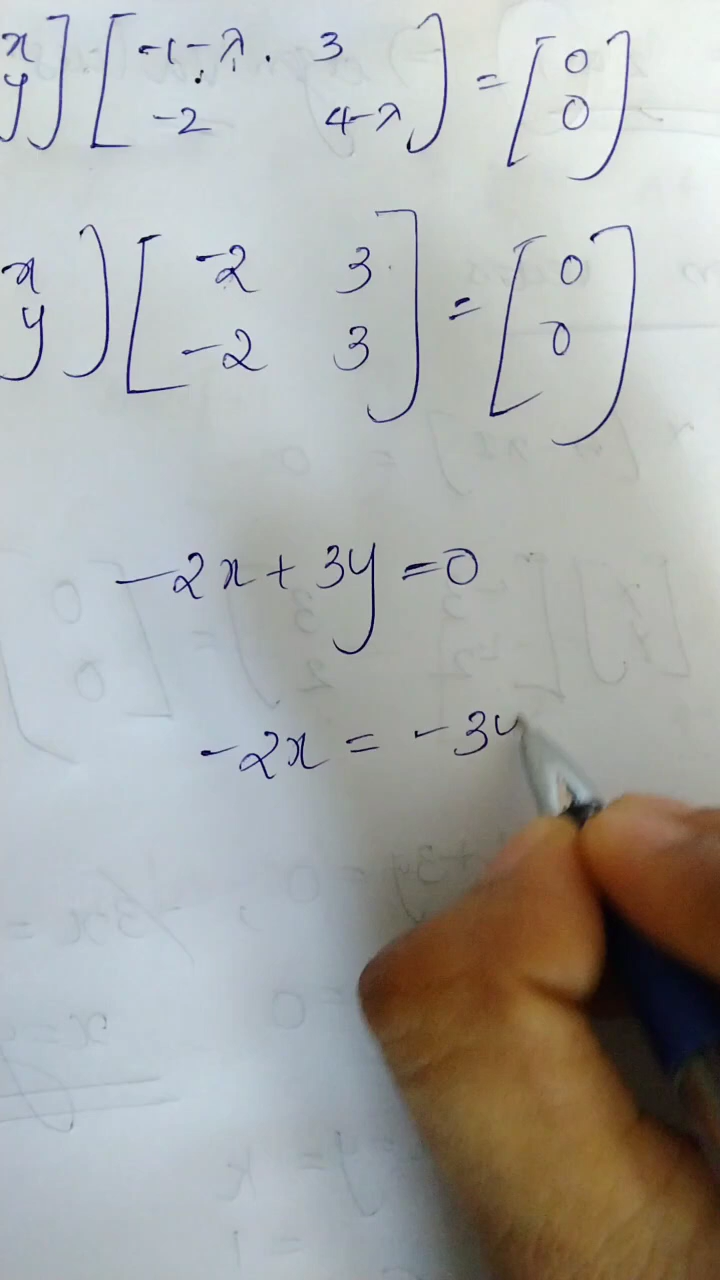 x] [-1-λ. 3 ] = [0]
y] [-2 4-λ] = [0]
x] [-2 3] = [0]
y] [-2 3] = [0]
-2x + 3y = 0
-2x = -3y